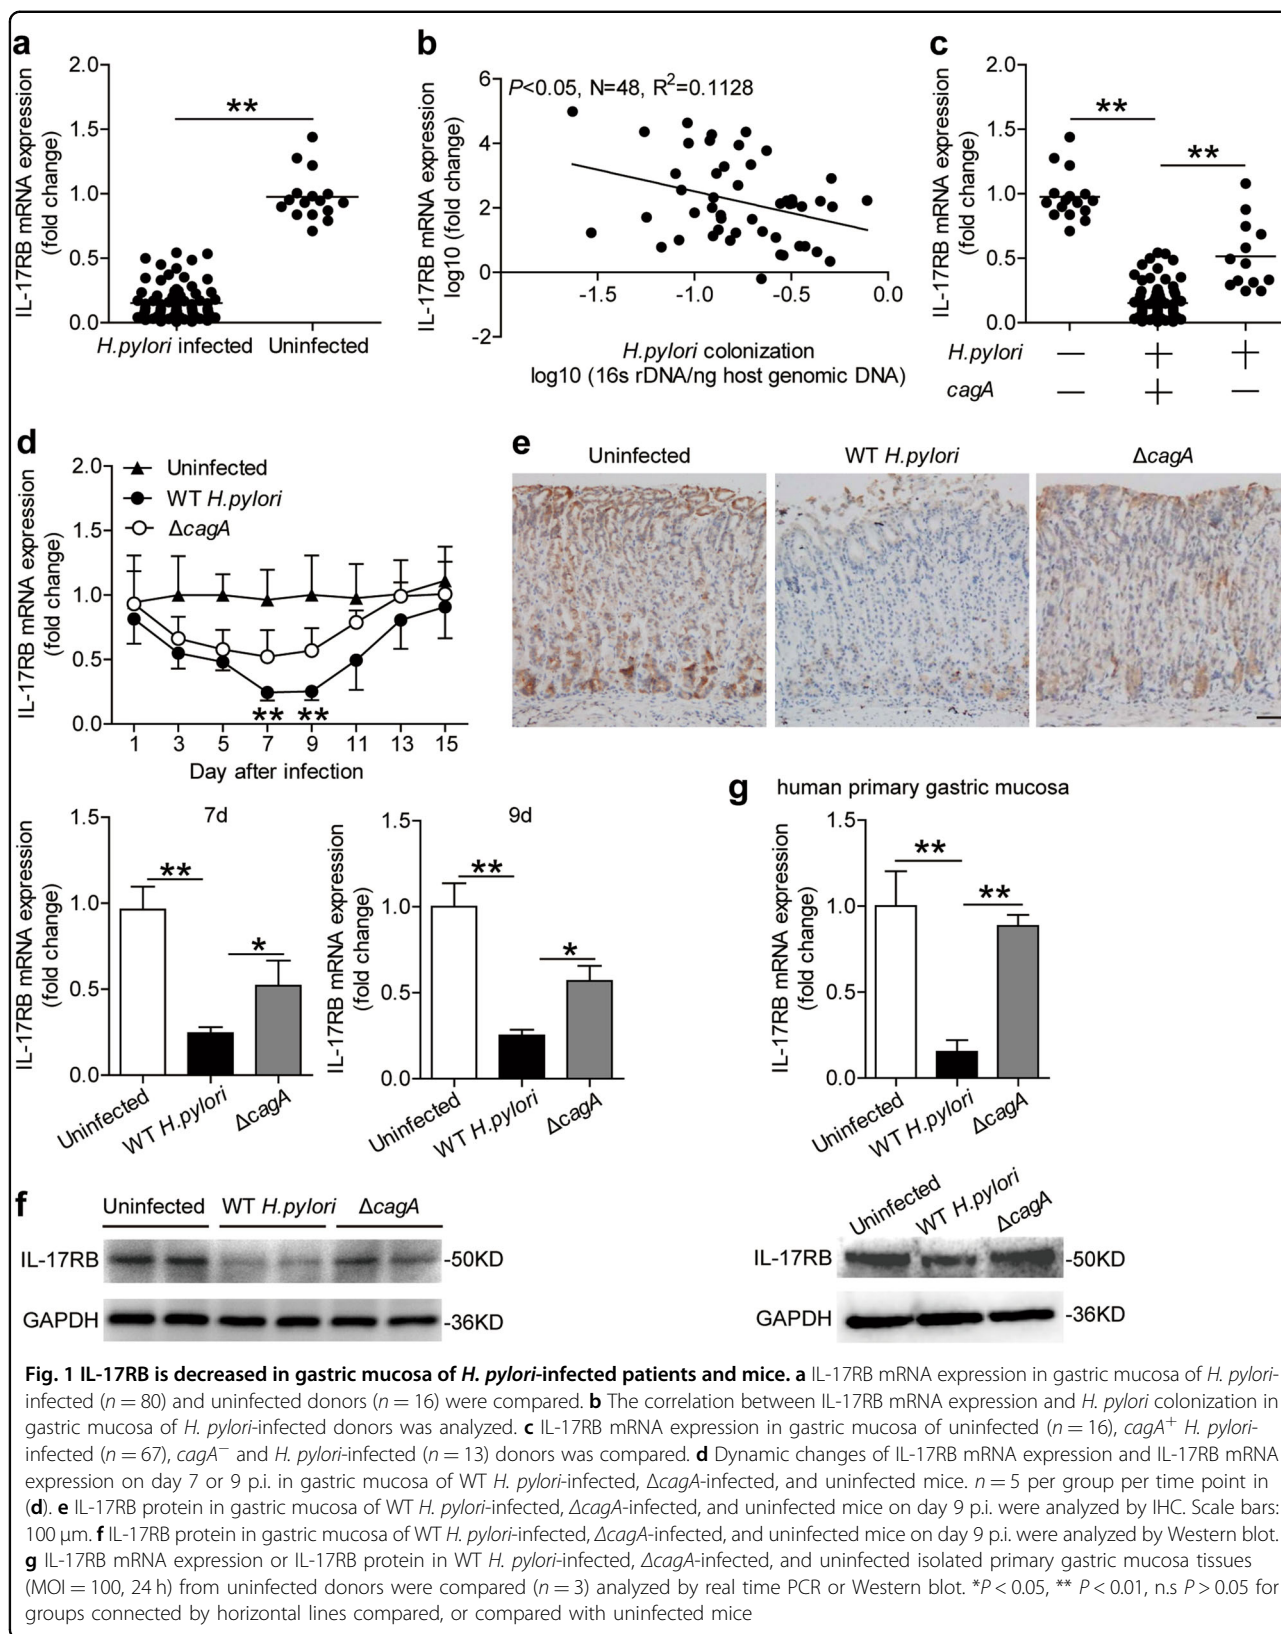 a
IL-17RB mRNA expression
(fold change)
2.0
1.5
1.0
0.5
0.0
**
H.pylori infected
Uninfected
b
IL-17RB mRNA expression
log10 (fold change)
P<0.05, N=48, R²=0.1128
6
4
2
0
-2
-1.5
-1.0
-0.5
0.0
H.pylori colonization
log10 (16s rDNA/ng host genomic DNA)
c
IL-17RB mRNA expression
(fold change)
2.0
1.5
1.0
0.5
0.0
**
**
H.pylori — + +
cagA — + —
d
IL-17RB mRNA expression
(fold change)
2.0
1.5
1.0
0.5
0.0
Uninfected
WT H.pylori
ΔcagA
** **
1 3 5 7 9 11 13 15
Day after infection
e
Uninfected
WT H.pylori
ΔcagA
7d
IL-17RB mRNA expression
(fold change)
1.5
1.0
0.5
0.0
**
*
Uninfected
WT H.pylori
ΔcagA
9d
IL-17RB mRNA expression
(fold change)
1.5
1.0
0.5
0.0
**
*
Uninfected
WT H.pylori
ΔcagA
g human primary gastric mucosa
IL-17RB mRNA expression
(fold change)
1.5
1.0
0.5
0.0
**
**
Uninfected
WT H.pylori
ΔcagA
f
Uninfected WT H.pylori ΔcagA
IL-17RB -50KD
GAPDH -36KD
Uninfected
WT H.pylori
ΔcagA
IL-17RB -50KD
GAPDH -36KD
Fig. 1 IL-17RB is decreased in gastric mucosa of H. pylori-infected patients and mice. a IL-17RB mRNA expression in gastric mucosa of H. pylori-
infected (n = 80) and uninfected donors (n = 16) were compared. b The correlation between IL-17RB mRNA expression and H. pylori colonization in
gastric mucosa of H. pylori-infected donors was analyzed. c IL-17RB mRNA expression in gastric mucosa of uninfected (n = 16), cagA⁺ H. pylori-
infected (n = 67), cagA⁻ and H. pylori-infected (n = 13) donors was compared. d Dynamic changes of IL-17RB mRNA expression and IL-17RB mRNA
expression on day 7 or 9 p.i. in gastric mucosa of WT H. pylori-infected, ΔcagA-infected, and uninfected mice. n = 5 per group per time point in
(d). e IL-17RB protein in gastric mucosa of WT H. pylori-infected, ΔcagA-infected, and uninfected mice on day 9 p.i. were analyzed by IHC. Scale bars:
100 μm. f IL-17RB protein in gastric mucosa of WT H. pylori-infected, ΔcagA-infected, and uninfected mice on day 9 p.i. were analyzed by Western blot.
g IL-17RB mRNA expression or IL-17RB protein in WT H. pylori-infected, ΔcagA-infected, and uninfected isolated primary gastric mucosa tissues
(MOI = 100, 24 h) from uninfected donors were compared (n = 3) analyzed by real time PCR or Western blot. *P < 0.05, ** P < 0.01, n.s P > 0.05 for
groups connected by horizontal lines compared, or compared with uninfected mice